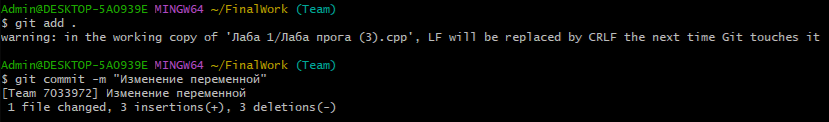 Admin@DESKTOP-5A0939E MINGW64 ~/FinalWork (Team)
$ git add .
warning: in the working copy of 'Лаба 1/Лаба прога (3).cpp', LF will be replaced by CRLF the next time Git touches it
Admin@DESKTOP-5A0939E MINGW64 ~/FinalWork (Team)
$ git commit -m "Изменение переменной"
[Team 7033972] Изменение переменной
1 file changed, 3 insertions(+), 3 deletions(-)